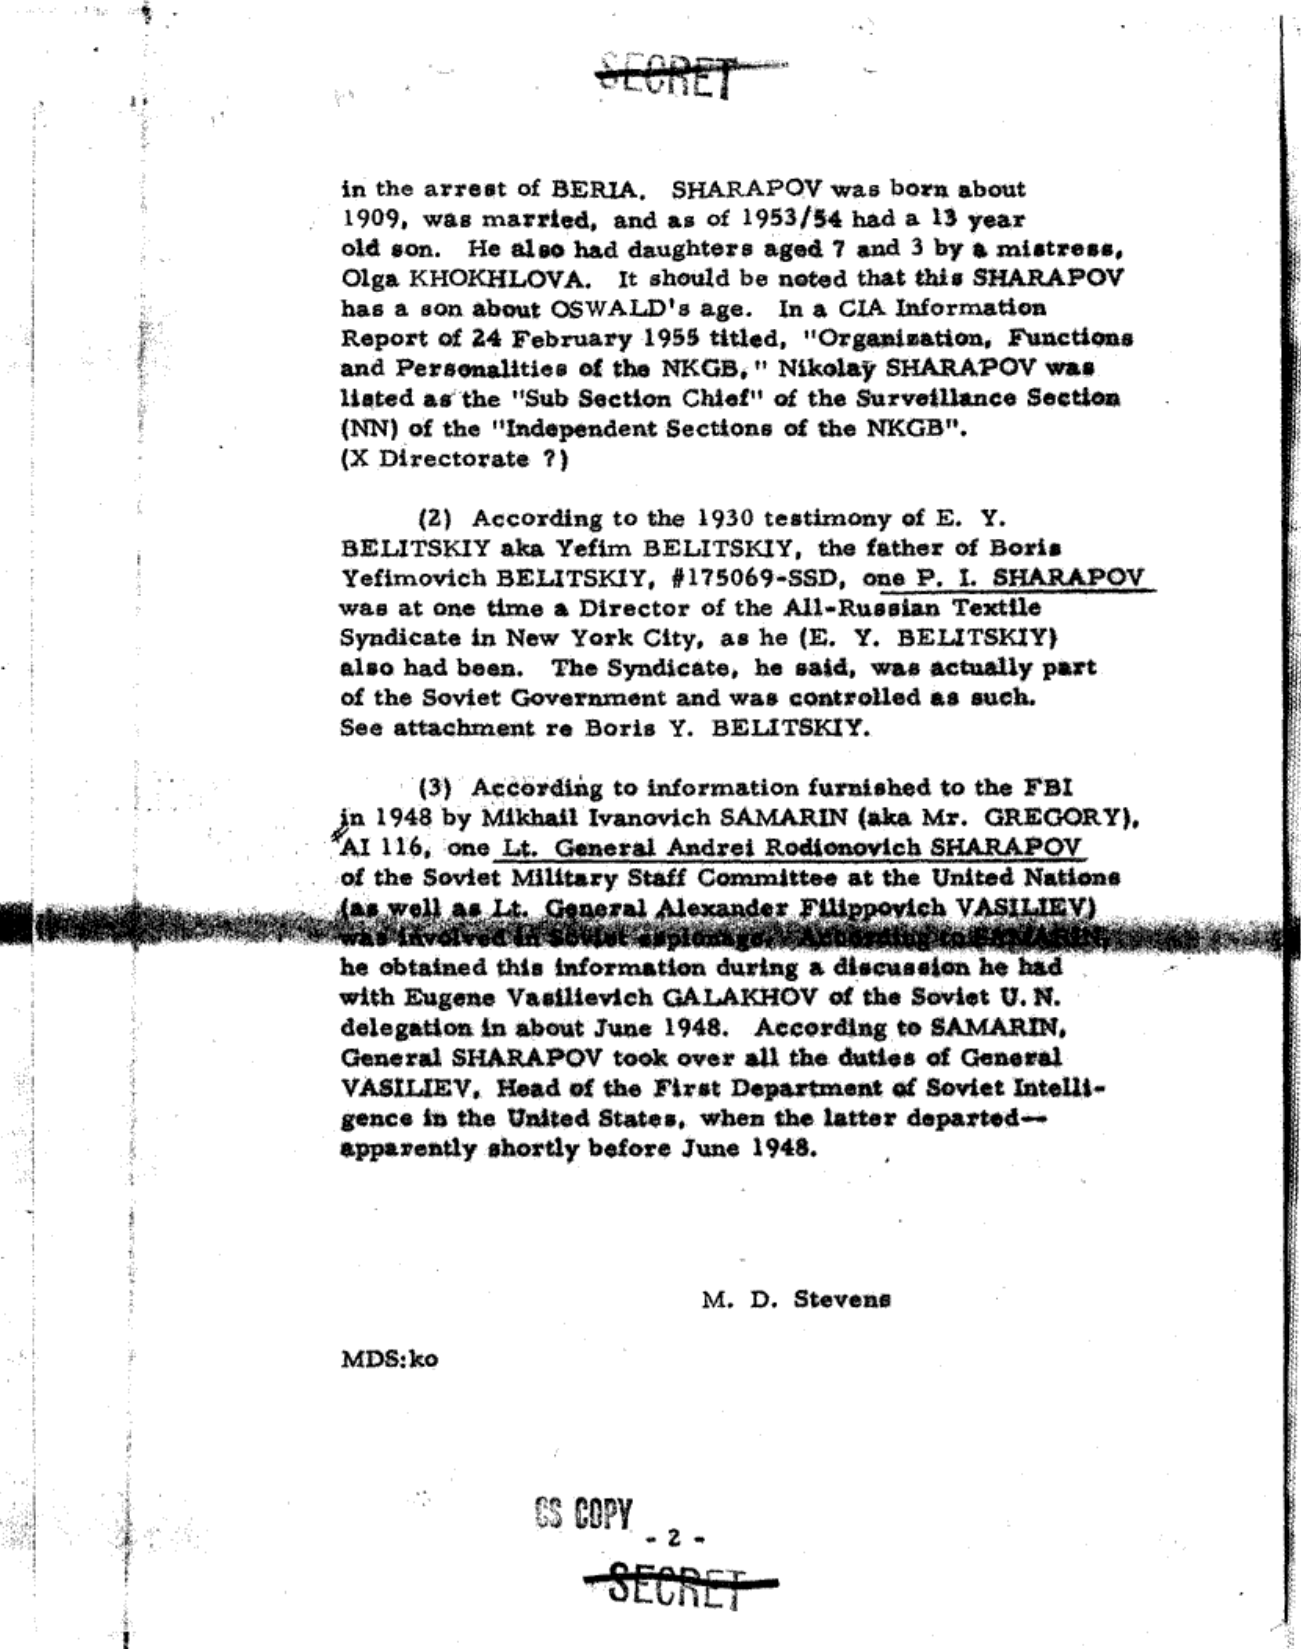 SECRET
in the arrest of BERIA. SHARAPOV was born about
1909, was married, and as of 1953/54 had a 13 year
old son. He also had daughters aged 7 and 3 by a mistress,
Olga KHOKHLOVA. It should be noted that this SHARAPOV
has a son about OSWALD's age. In a CIA Information
Report of 24 February 1955 titled, "Organization, Functions
and Personalities of the NKGB," Nikolay SHARAPOV was
listed as the "Sub Section Chief" of the Surveillance Section
(NN) of the "Independent Sections of the NKGB".
(X Directorate ?)
(2) According to the 1930 testimony of E. Y.
BELITSKIY aka Yefim BELITSKIY, the father of Boris
Yefimovich BELITSKIY, #175069-SSD, one P. I. SHARAPOV
was at one time a Director of the All-Russian Textile
Syndicate in New York City, as he (E. Y. BELITSKIY)
also had been. The Syndicate, he said, was actually part
of the Soviet Government and was controlled as such.
See attachment re Boris Y. BELITSKIY.
(3) According to information furnished to the FBI
in 1948 by Mikhail Ivanovich SAMARIN (aka Mr. GREGORY),
AI 116, one Lt. General Andrei Rodionovich SHARAPOV
of the Soviet Military Staff Committee at the United Nations
(as well as Lt. General Alexander Filippovich VASILIEV)
was involved in Soviet espionage. According to SAMARIN,
he obtained this information during a discussion he had
with Eugene Vasilievich GALAKHOV of the Soviet U.N.
delegation in about June 1948. According to SAMARIN,
General SHARAPOV took over all the duties of General
VASILIEV, Head of the First Department of Soviet Intelli-
gence in the United States, when the latter departed--
apparently shortly before June 1948.
M. D. Stevens
MDS:ko
CS COPY
- 2 -
SECRET